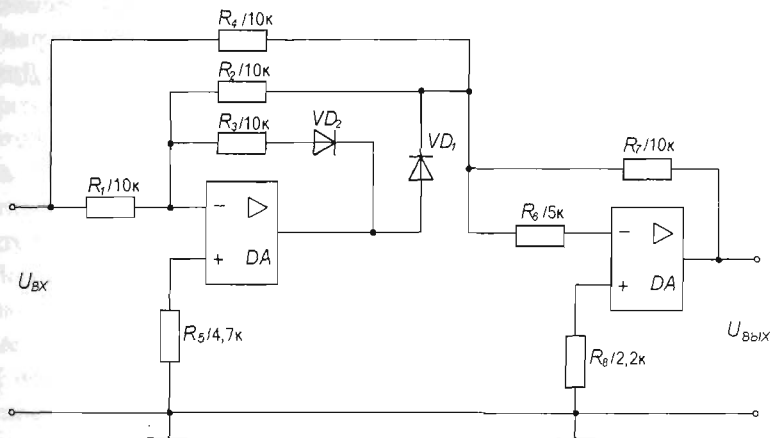 R₄/10к
R₂/10к
R₃/10к
VD₂
VD₁
R₇/10к
R₁/10к
−
▷
+
DA
R₆/5к
−
▷
+
DA
Uвх
R₅/4,7к
R₈/2,2к
Uвых